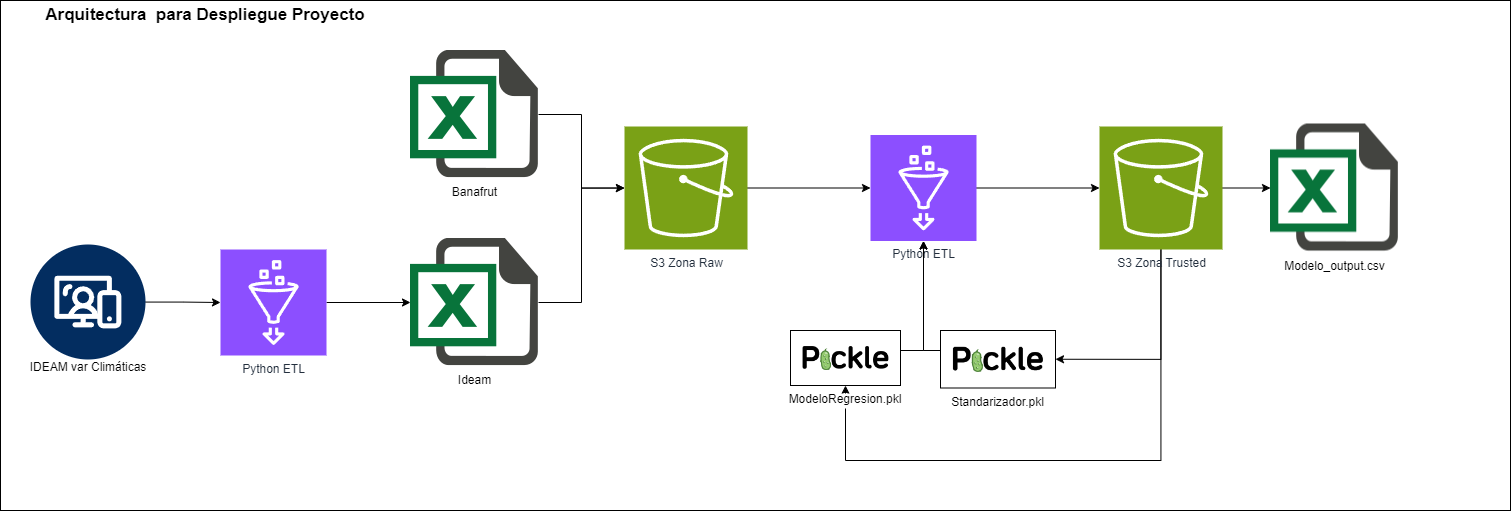 Arquitectura  para Despliegue Proyecto
Banafrut
IDEAM var Climáticas
Python ETL
Ideam
S3 Zona Raw
Python ETL
S3 Zona Trusted
Modelo_output.csv
Pickle
ModeloRegresion.pkl
Pickle
Standarizador.pkl